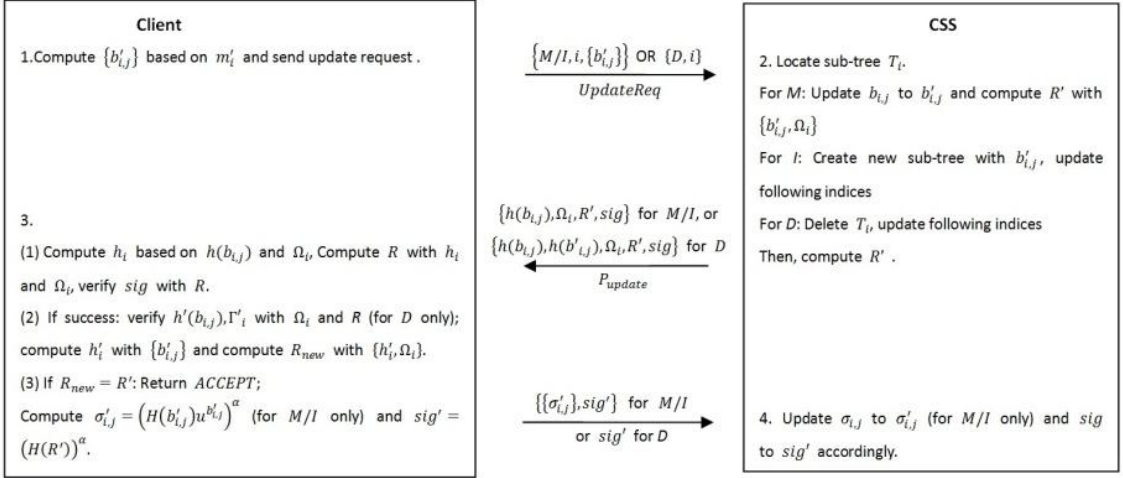 Client
1.Compute {b′i,j} based on m′i and send update request .
3.
(1) Compute hi based on h(bi,j) and Ωi, Compute R with hi
and Ωi, verify sig with R.
(2) If success: verify h′(bi,j),Γ′i with Ωi and R (for D only);
compute h′i with {b′i,j} and compute Rnew with {h′i,Ωi}.
(3) If Rnew = R′: Return ACCEPT;
Compute σ′i,j = (H(b′i,j)u^b′i,j)^α (for M/I only) and sig′ =
(H(R′))^α.
{M/I,i,{b′i,j}} OR {D,i}
UpdateReq
{h(bi,j),Ωi,R′,sig} for M/I, or
{h(bi,j),h(b′i,j),Ωi,R′,sig} for D
Pupdate
{{σ′i,j},sig′} for M/I
or sig′ for D
CSS
2. Locate sub-tree Ti.
For M: Update bi,j to b′i,j and compute R′ with
{b′i,j,Ωi}
For I: Create new sub-tree with b′i,j, update
following indices
For D: Delete Ti, update following indices
Then, compute R′ .
4. Update σi,j to σ′i,j (for M/I only) and sig
to sig′ accordingly.